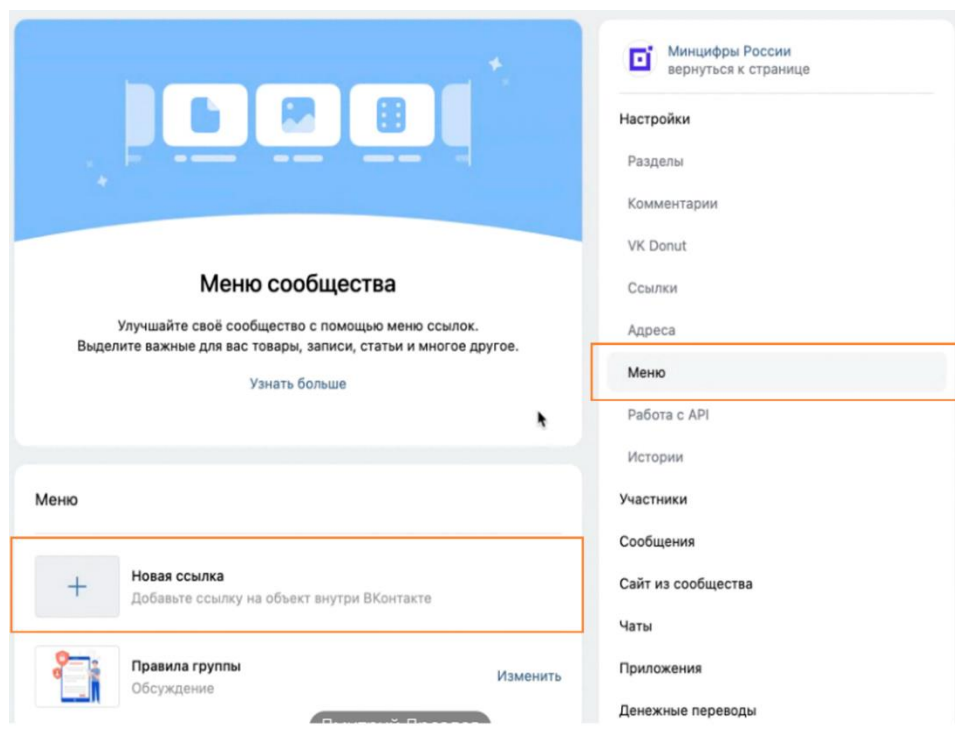 Меню сообщества
Улучшайте своё сообщество с помощью меню ссылок.
Выделите важные для вас товары, записи, статьи и многое другое.
Узнать больше
Меню
Новая ссылка
Добавьте ссылку на объект внутри ВКонтакте
Правила группы
Обсуждение
Изменить
Минцифры России
вернуться к странице
Настройки
Разделы
Комментарии
VK Donut
Ссылки
Адреса
Меню
Работа с API
Истории
Участники
Сообщения
Сайт из сообщества
Чаты
Приложения
Денежные переводы